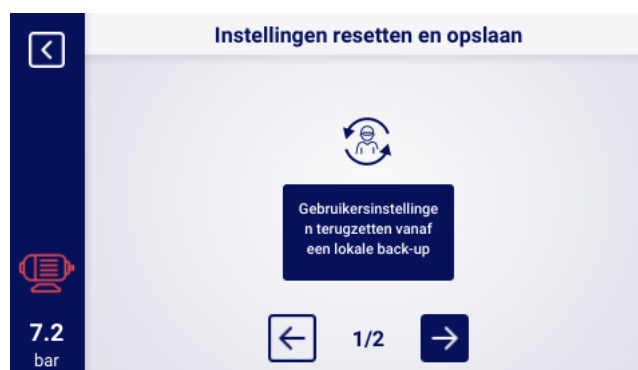 Instellingen resetten en opslaan
Gebruikersinstellinge
n terugzetten vanaf
een lokale back-up
7.2
bar
1/2